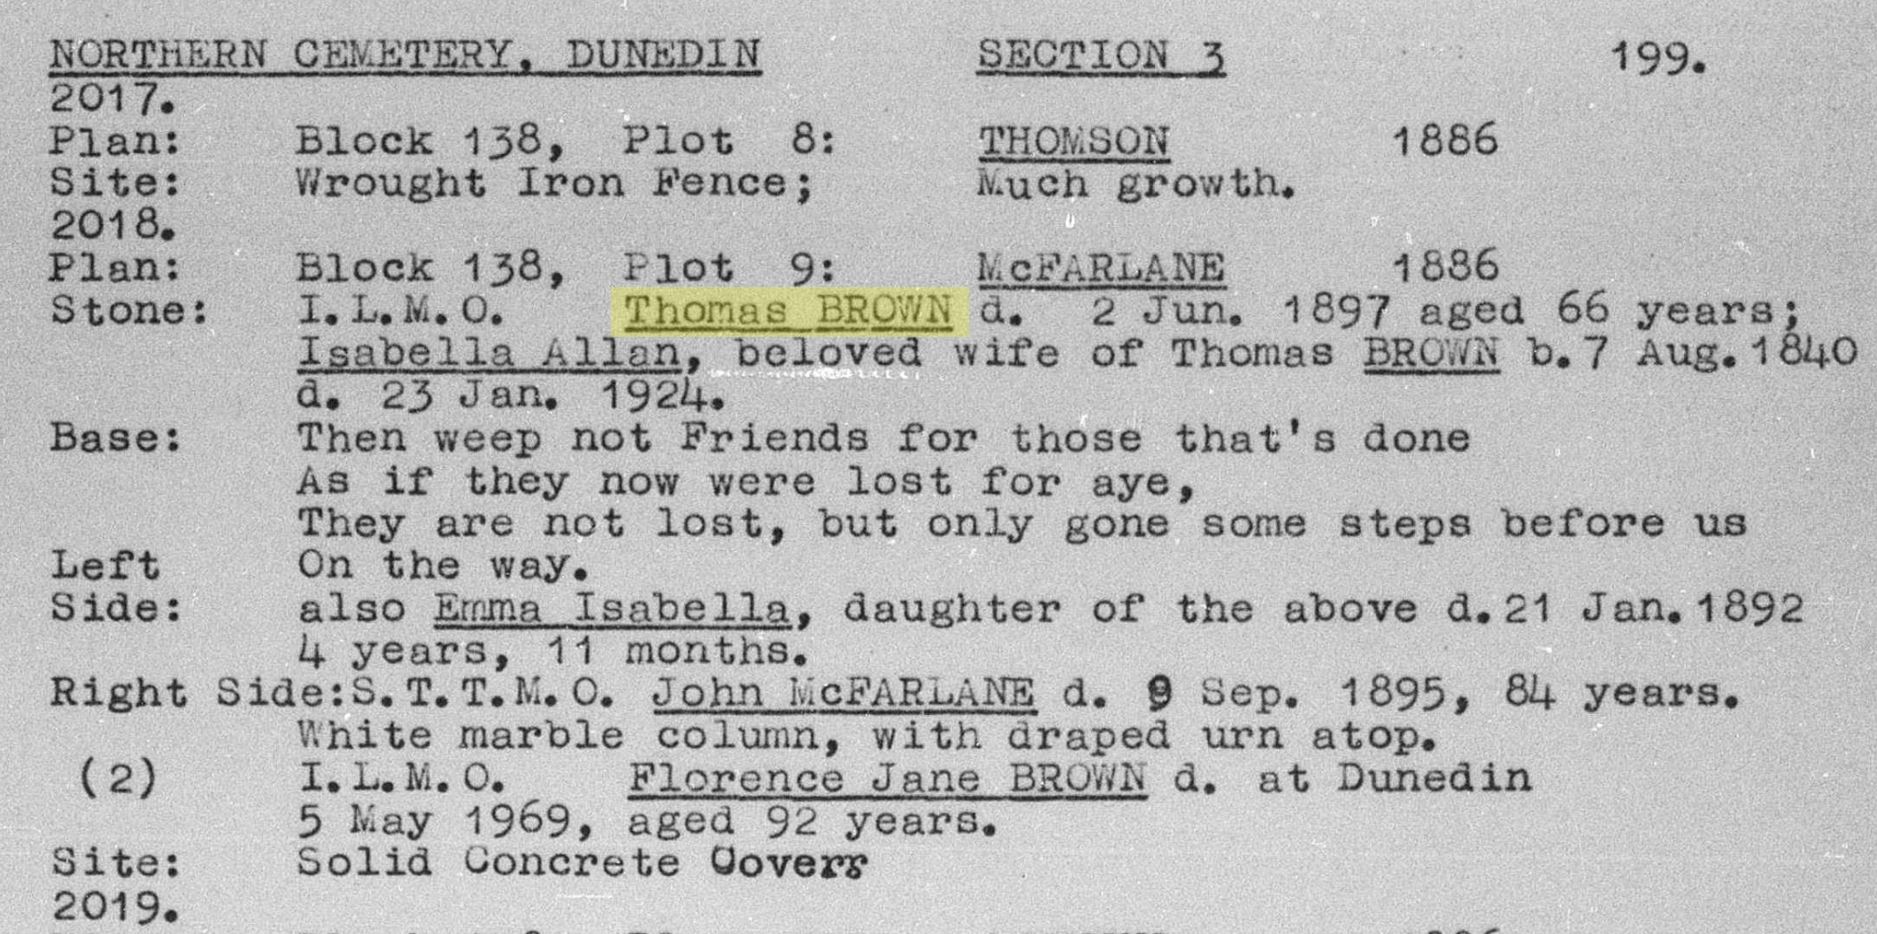 NORTHERN CEMETERY, DUNEDIN SECTION 3 199.
2017.
Plan: Block 138, Plot 8: THOMSON 1886
Site: Wrought Iron Fence; Much growth.
2018.
Plan: Block 138, Plot 9: McFARLANE 1886
Stone: I.L.M.O. Thomas BROWN d. 2 Jun. 1897 aged 66 years;
Isabella Allan, beloved wife of Thomas BROWN b.7 Aug.1840
d. 23 Jan. 1924.
Base: Then weep not Friends for those that's done
As if they now were lost for aye,
They are not lost, but only gone some steps before us
Left On the way.
Side: also Emma Isabella, daughter of the above d.21 Jan.1892
4 years, 11 months.
Right Side:S.T.T.M.O. John McFARLANE d. 9 Sep. 1895, 84 years.
White marble column, with draped urn atop.
(2) I.L.M.O. Florence Jane BROWN d. at Dunedin
5 May 1969, aged 92 years.
Site: Solid Concrete
2019.